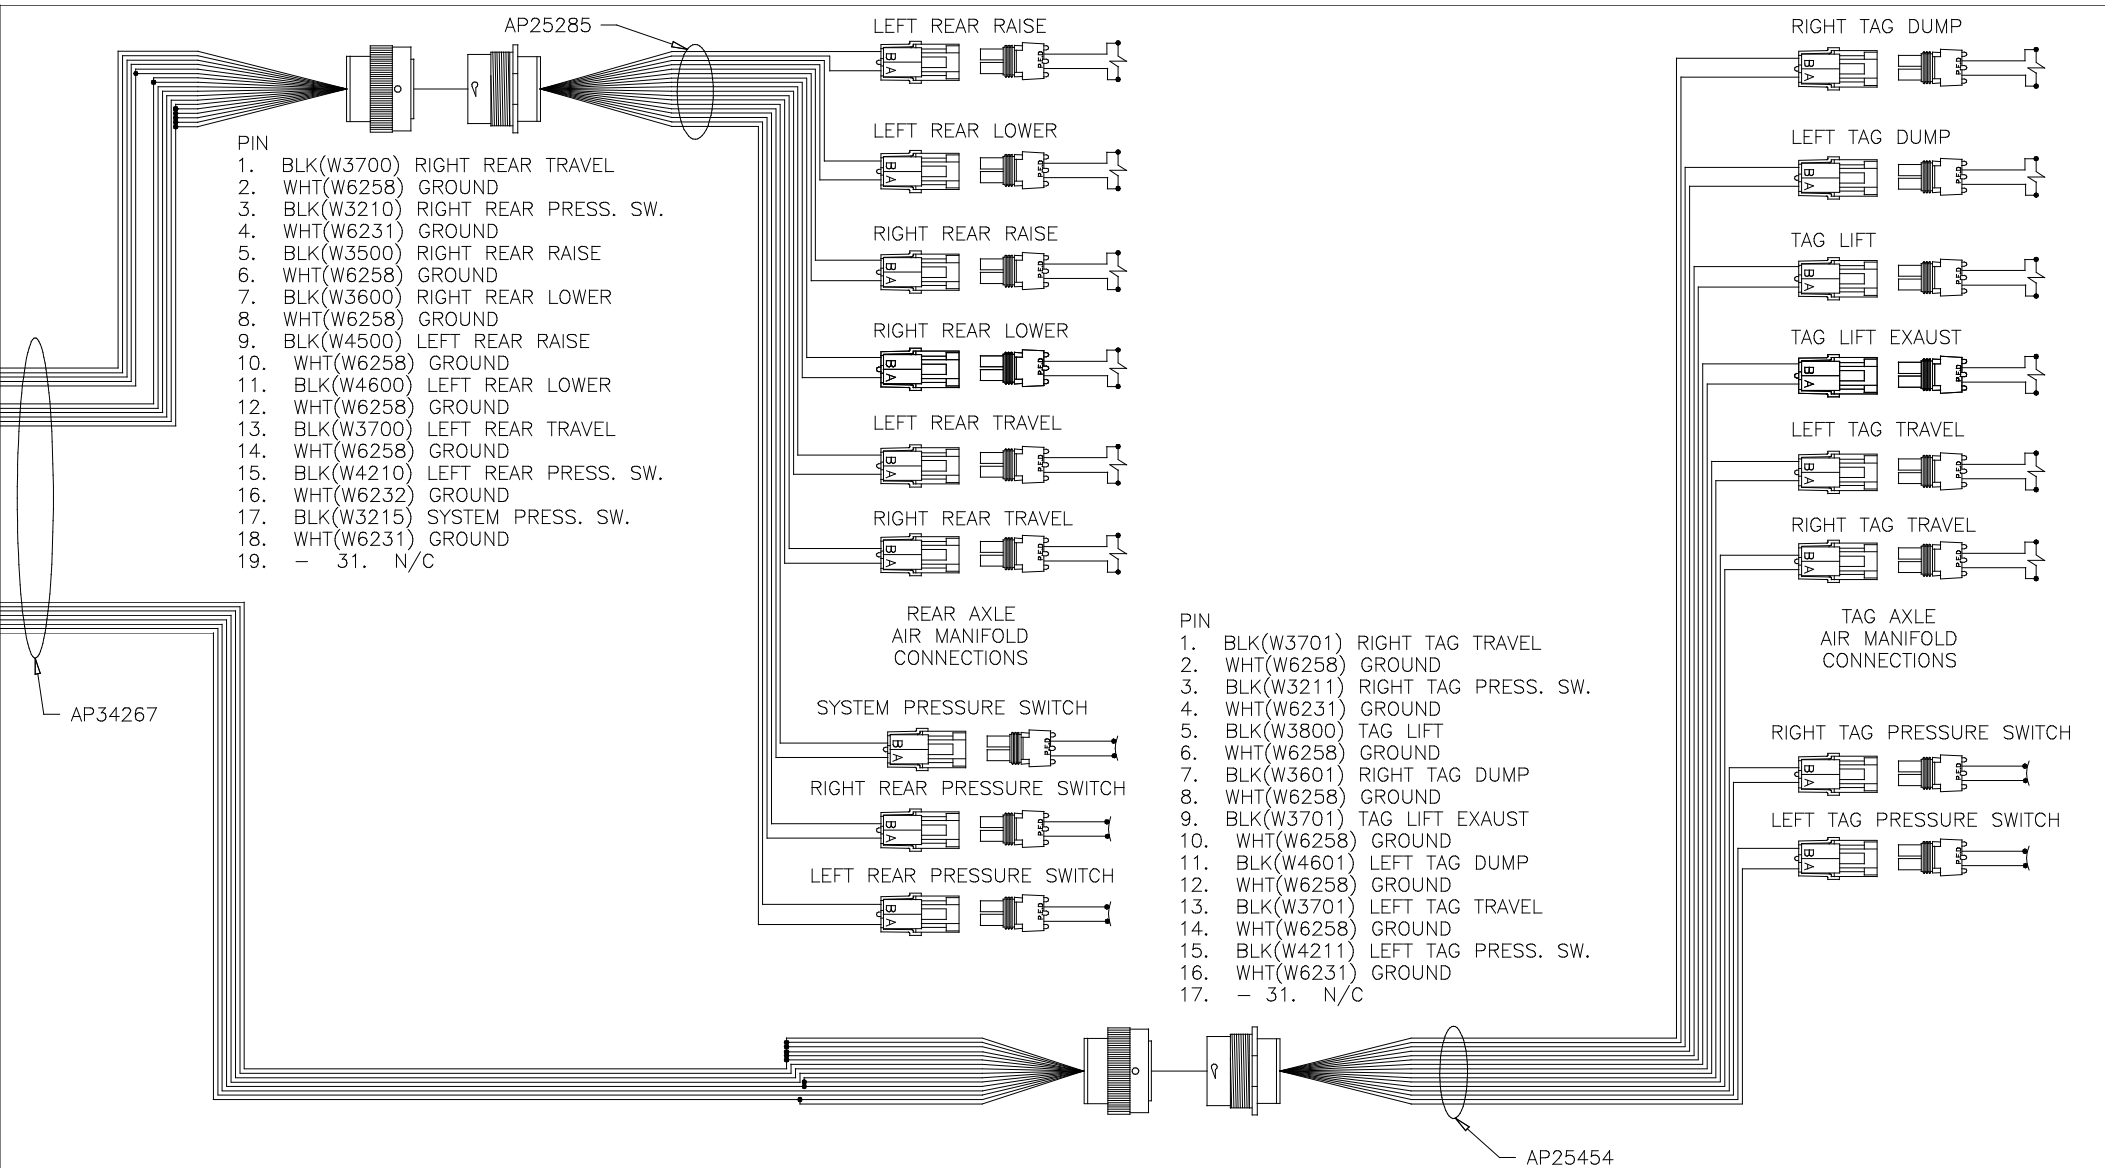 AP25285
PIN
1. BLK(W3700) RIGHT REAR TRAVEL
2. WHT(W6258) GROUND
3. BLK(W3210) RIGHT REAR PRESS. SW.
4. WHT(W6231) GROUND
5. BLK(W3500) RIGHT REAR RAISE
6. WHT(W6258) GROUND
7. BLK(W3600) RIGHT REAR LOWER
8. WHT(W6258) GROUND
9. BLK(W4500) LEFT REAR RAISE
10. WHT(W6258) GROUND
11. BLK(W4600) LEFT REAR LOWER
12. WHT(W6258) GROUND
13. BLK(W3700) LEFT REAR TRAVEL
14. WHT(W6258) GROUND
15. BLK(W4210) LEFT REAR PRESS. SW.
16. WHT(W6232) GROUND
17. BLK(W3215) SYSTEM PRESS. SW.
18. WHT(W6231) GROUND
19. – 31. N/C
AP34267
LEFT REAR RAISE
B A P.E.D.
LEFT REAR LOWER
B A P.E.D.
RIGHT REAR RAISE
B A P.E.D.
RIGHT REAR LOWER
B A P.E.D.
LEFT REAR TRAVEL
B A P.E.D.
RIGHT REAR TRAVEL
B A P.E.D.
REAR AXLE
AIR MANIFOLD
CONNECTIONS
SYSTEM PRESSURE SWITCH
B A P.E.D.
RIGHT REAR PRESSURE SWITCH
B A P.E.D.
LEFT REAR PRESSURE SWITCH
B A P.E.D.
PIN
1. BLK(W3701) RIGHT TAG TRAVEL
2. WHT(W6258) GROUND
3. BLK(W3211) RIGHT TAG PRESS. SW.
4. WHT(W6231) GROUND
5. BLK(W3800) TAG LIFT
6. WHT(W6258) GROUND
7. BLK(W3601) RIGHT TAG DUMP
8. WHT(W6258) GROUND
9. BLK(W3701) TAG LIFT EXAUST
10. WHT(W6258) GROUND
11. BLK(W4601) LEFT TAG DUMP
12. WHT(W6258) GROUND
13. BLK(W3701) LEFT TAG TRAVEL
14. WHT(W6258) GROUND
15. BLK(W4211) LEFT TAG PRESS. SW.
16. WHT(W6231) GROUND
17. – 31. N/C
AP25454
RIGHT TAG DUMP
B A P.E.D.
LEFT TAG DUMP
B A P.E.D.
TAG LIFT
B A P.E.D.
TAG LIFT EXAUST
B A P.E.D.
LEFT TAG TRAVEL
B A P.E.D.
RIGHT TAG TRAVEL
B A P.E.D.
TAG AXLE
AIR MANIFOLD
CONNECTIONS
RIGHT TAG PRESSURE SWITCH
B A P.E.D.
LEFT TAG PRESSURE SWITCH
B A P.E.D.